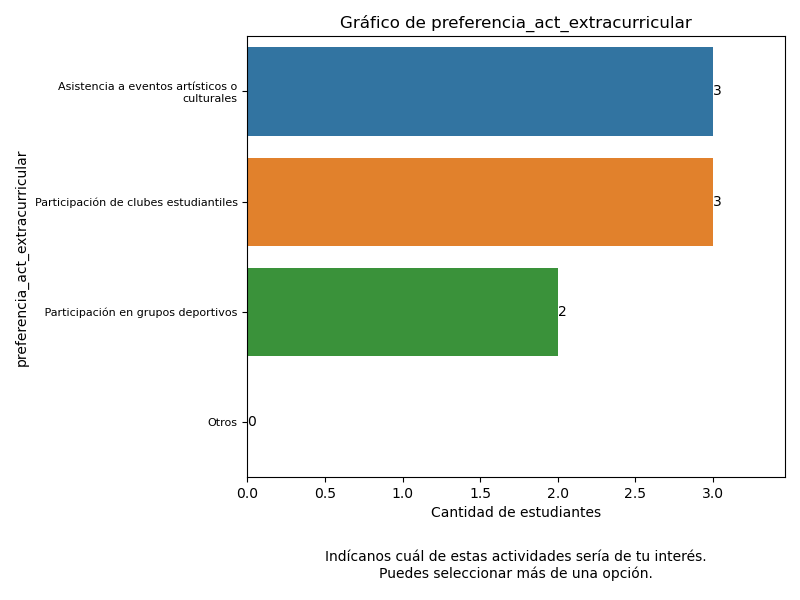 Gráfico de preferencia_act_extracurricular
preferencia_act_extracurricular
Asistencia a eventos artísticos o
culturales
3
Participación de clubes estudiantiles
3
Participación en grupos deportivos
2
Otros
0
0.0 0.5 1.0 1.5 2.0 2.5 3.0
Cantidad de estudiantes
Indícanos cuál de estas actividades sería de tu interés.
Puedes seleccionar más de una opción.